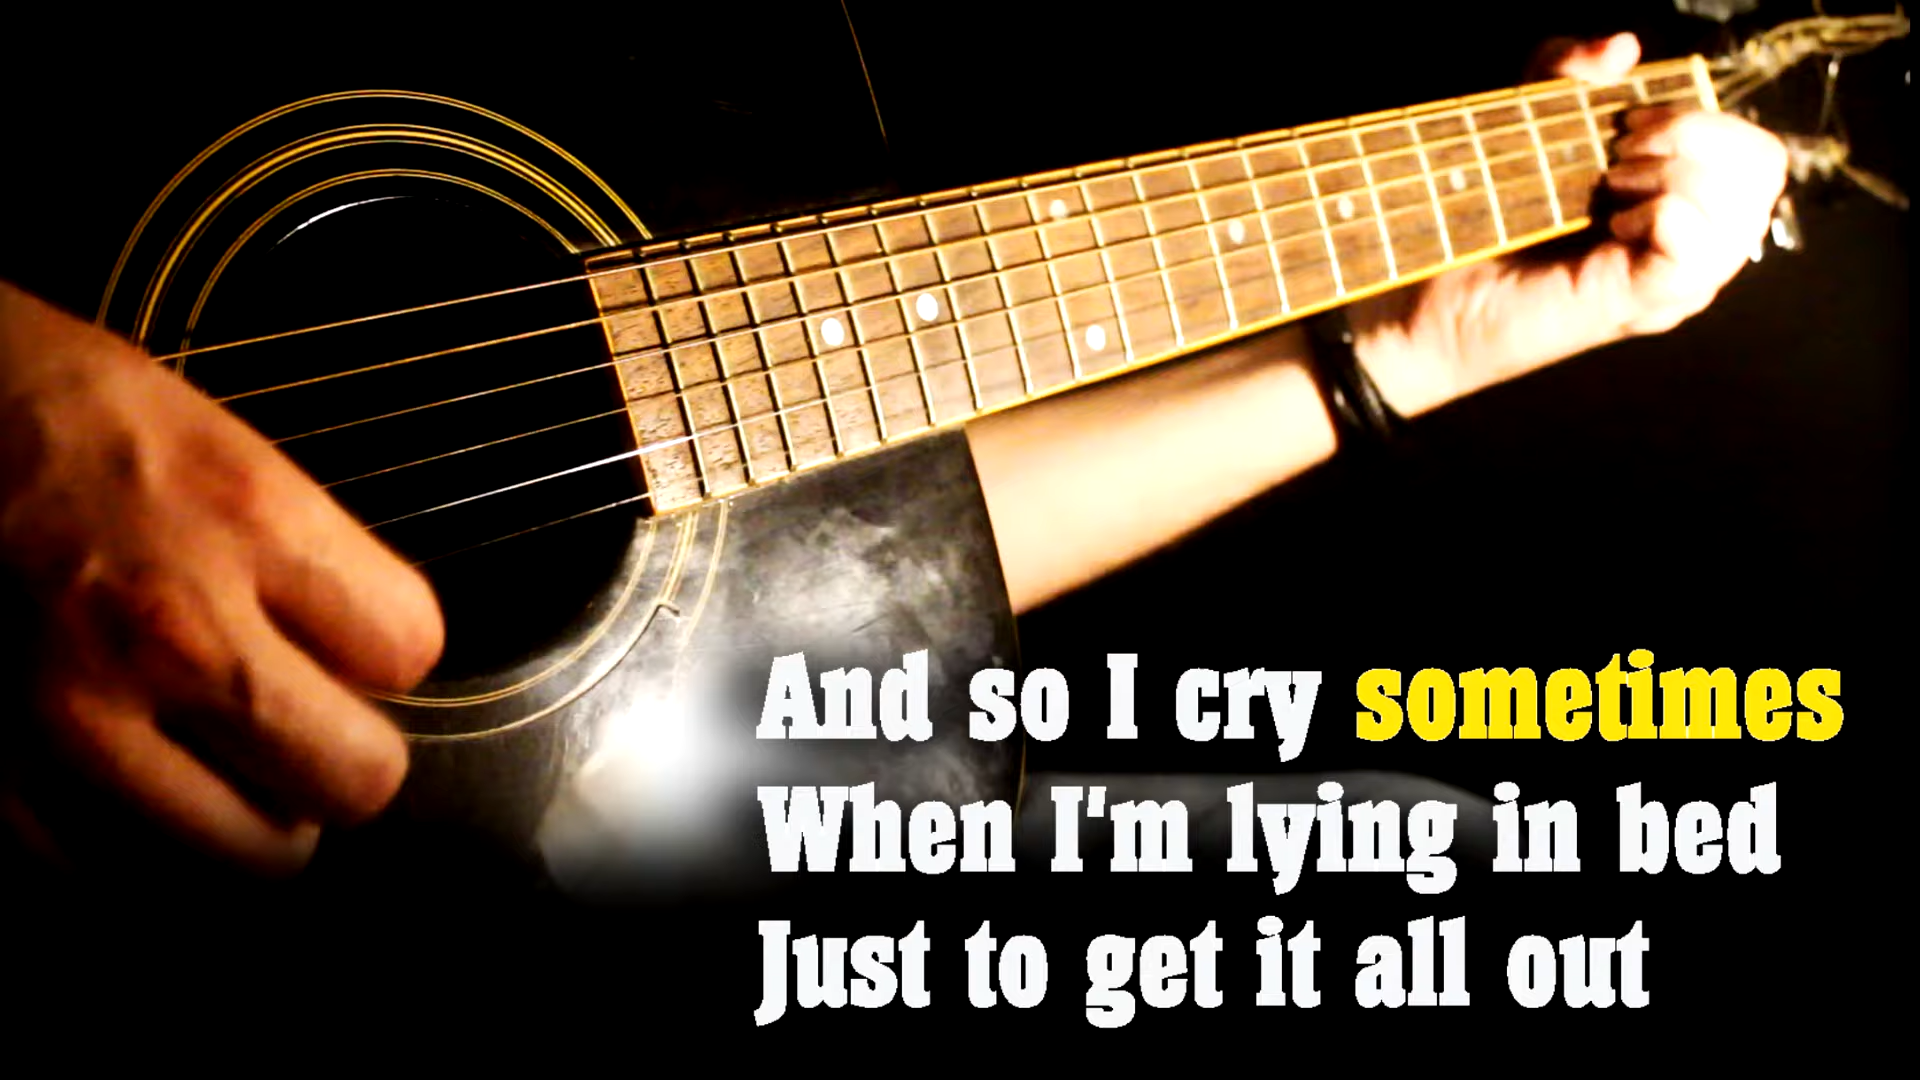 And so I cry sometimes
When I'm lying in bed
Just to get it all out